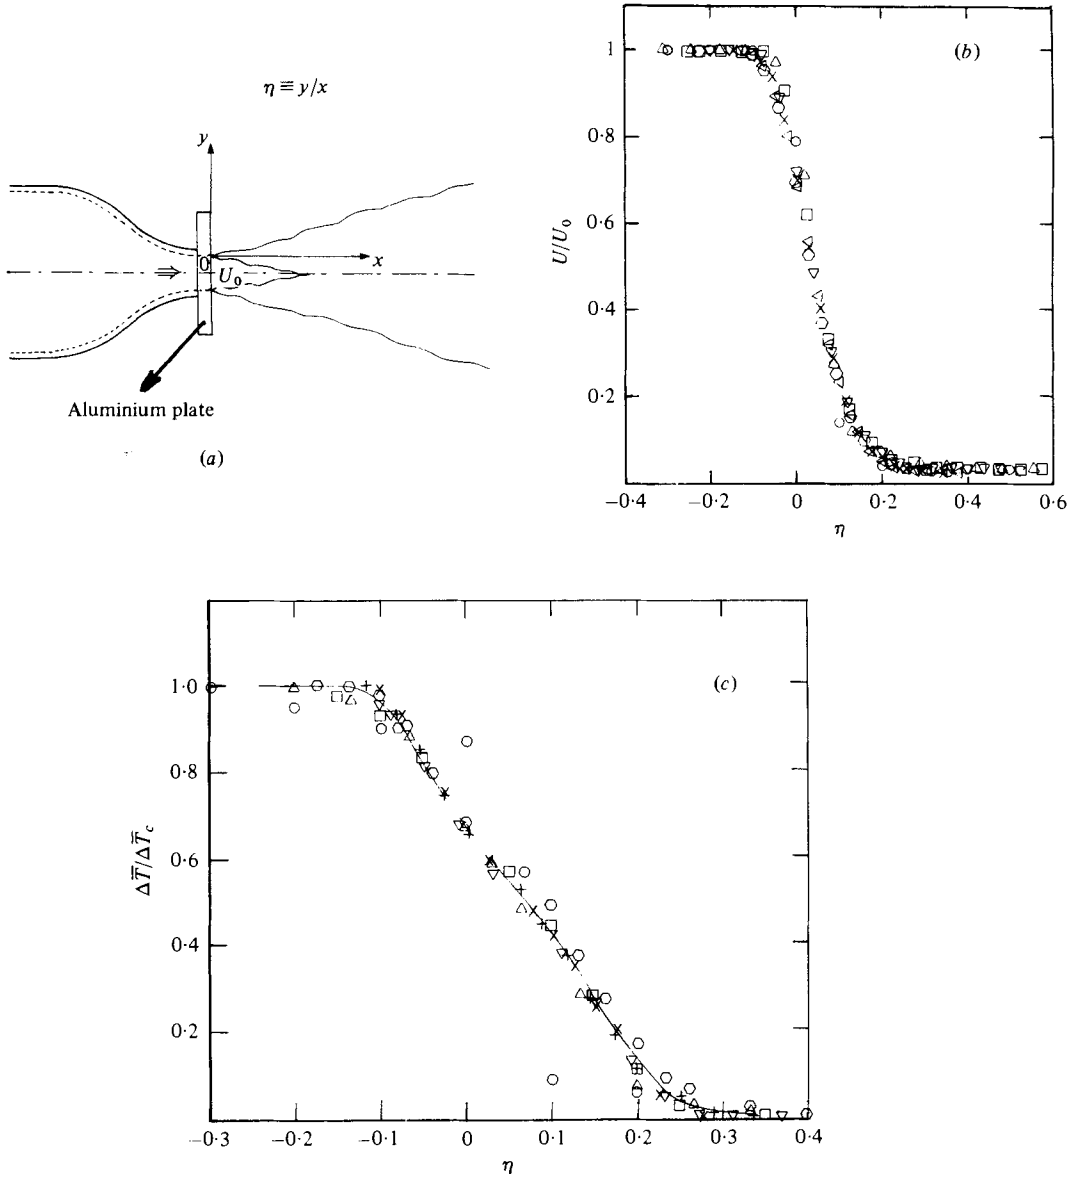 η ≡ y/x
y
0
x
U₀
Aluminium plate
(a)
(b)
1
0·8
0·6
0·4
0·2
U/U₀
−0·4 −0·2 0 0·2 0·4 0·6
η
(c)
1·0
0·8
0·6
0·4
0·2
ΔT̿/ΔT̿_c
−0·3 −0·2 −0·1 0 0·1 0·2 0·3 0·4
η